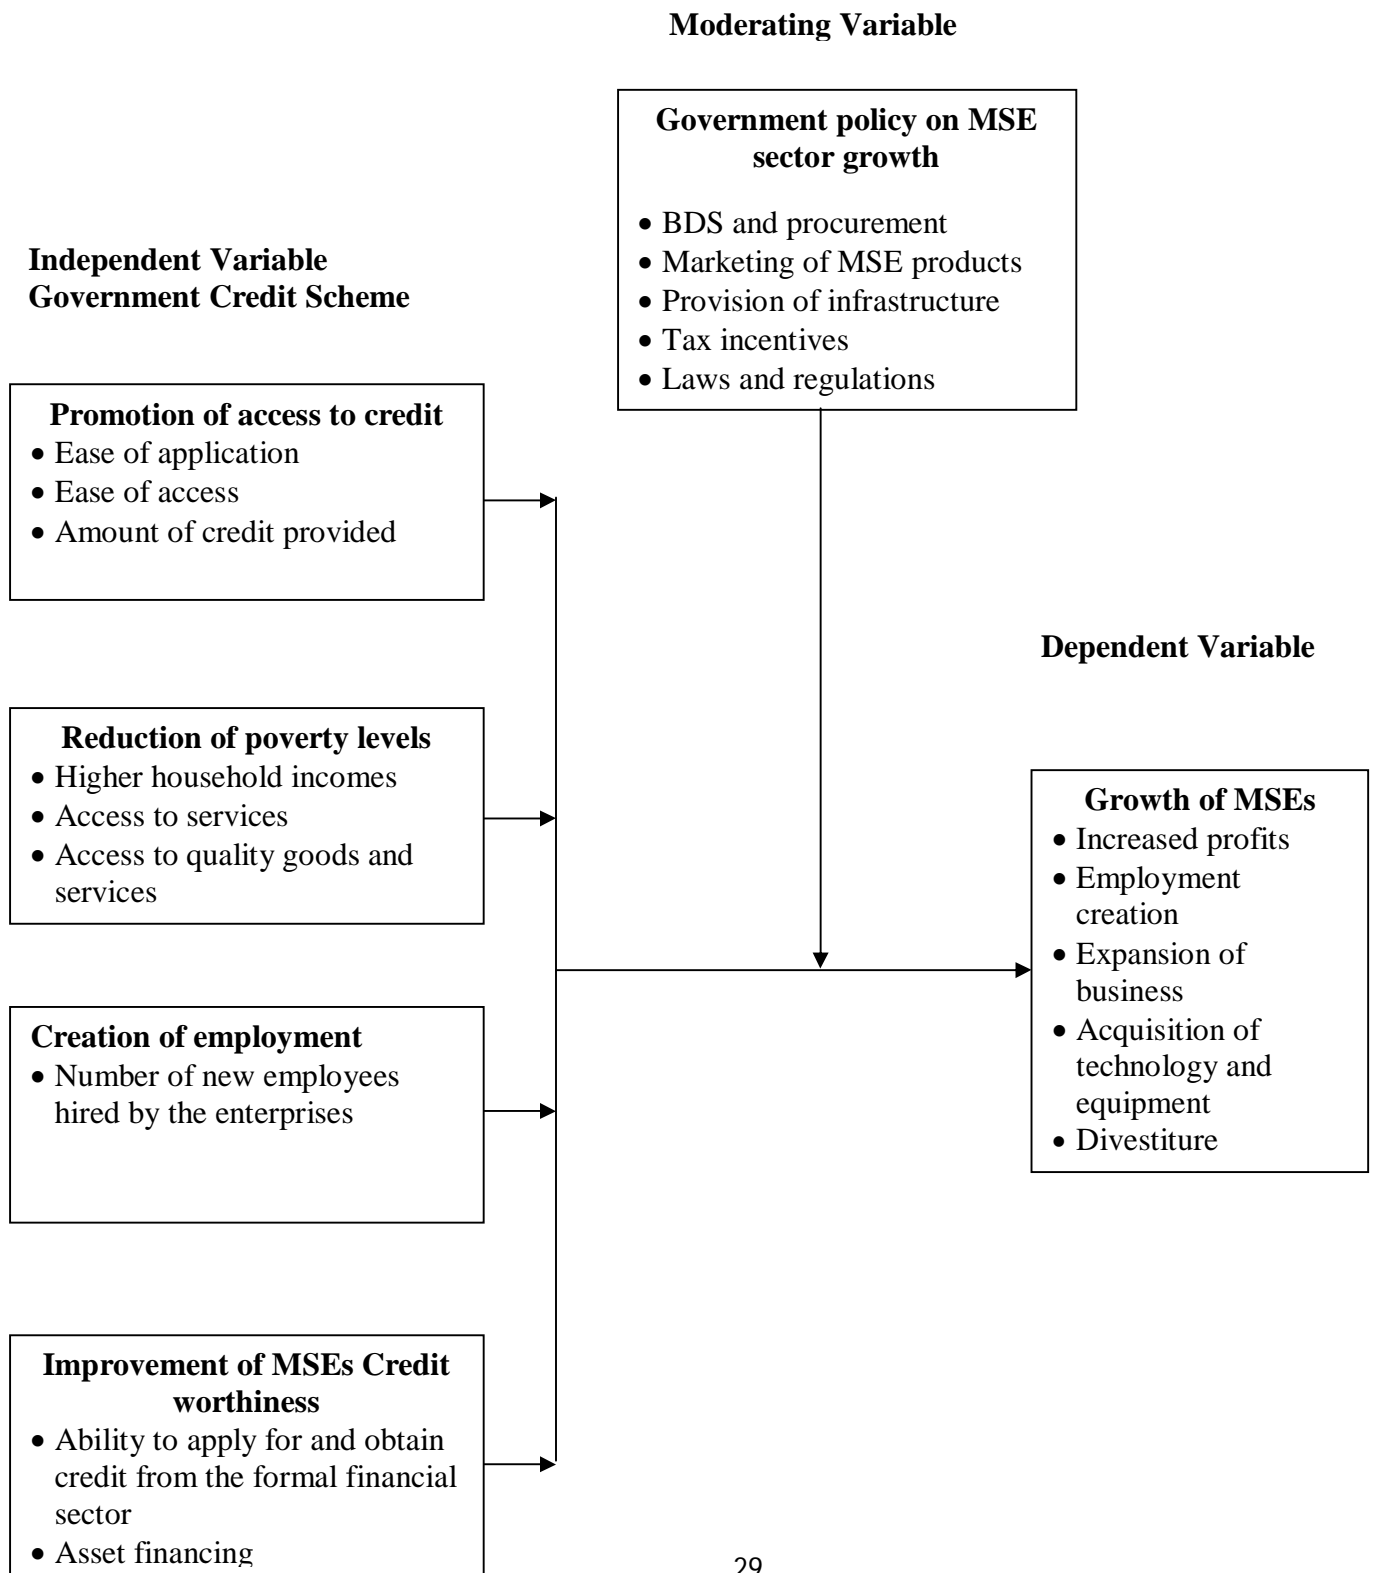 Moderating Variable
Government policy on MSE
sector growth
• BDS and procurement
• Marketing of MSE products
• Provision of infrastructure
• Tax incentives
• Laws and regulations
Independent Variable
Government Credit Scheme
Promotion of access to credit
• Ease of application
• Ease of access
• Amount of credit provided
Reduction of poverty levels
• Higher household incomes
• Access to services
• Access to quality goods and
services
Creation of employment
• Number of new employees
hired by the enterprises
Improvement of MSEs Credit
worthiness
• Ability to apply for and obtain
credit from the formal financial
sector
• Asset financing
Dependent Variable
Growth of MSEs
• Increased profits
• Employment
creation
• Expansion of
business
• Acquisition of
technology and
equipment
• Divestiture
29